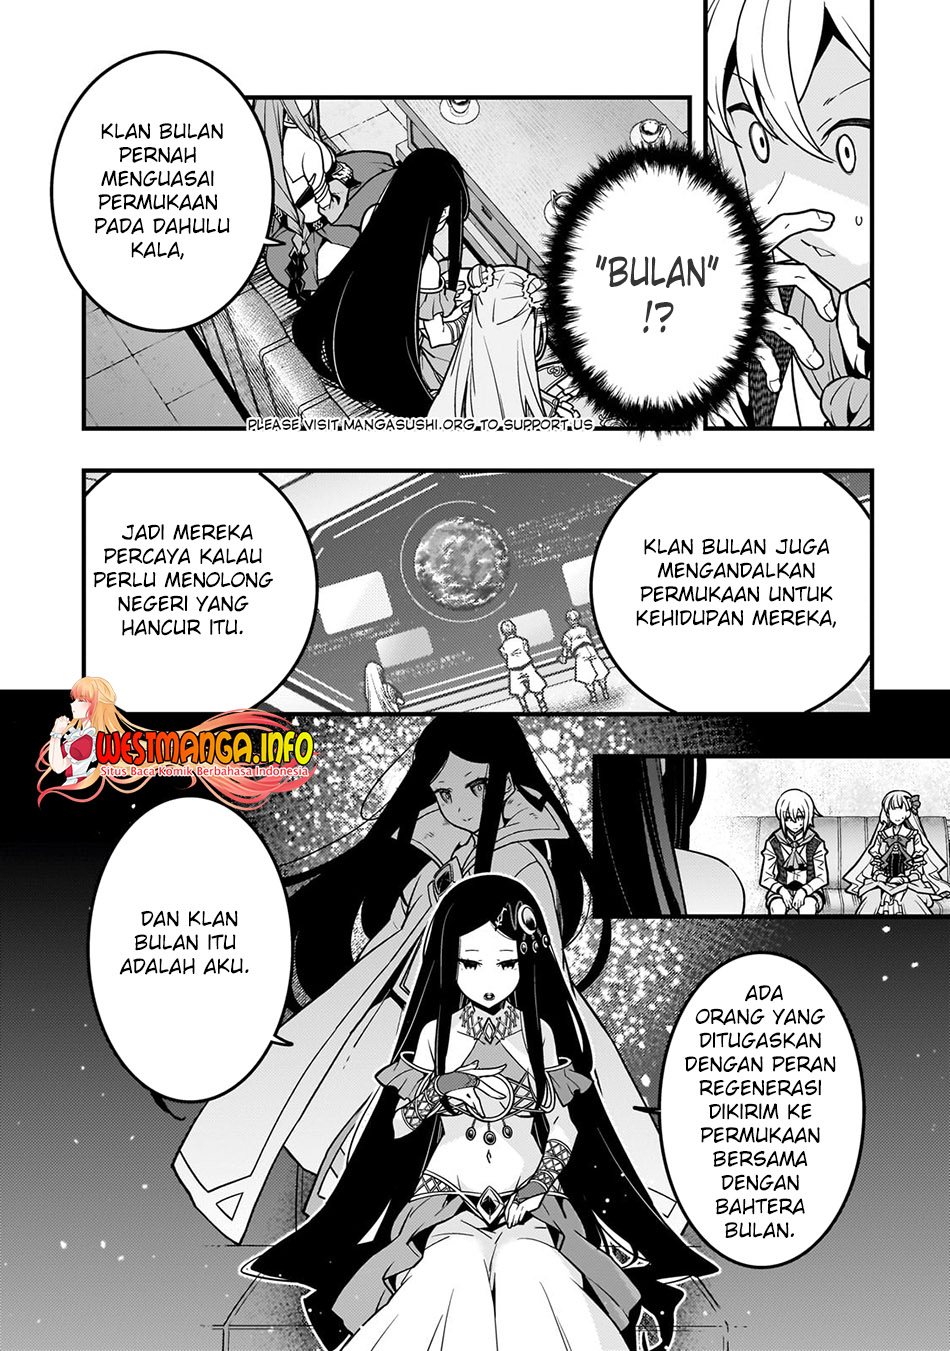 "BULAN"
!?
KLAN BULAN
PERNAH
MENGUASAI
PERMUKAAN
PADA DAHULU
KALA,
PLEASE VISIT MANGASUSHI.ORG TO SUPPORT US
KLAN BULAN JUGA
MENGANDALKAN
PERMUKAAN UNTUK
KEHIDUPAN MEREKA,
JADI MEREKA
PERCAYA KALAU
PERLU MENOLONG
NEGERI YANG
HANCUR ITU.
WESTMANGA.INFO
Situs Baca Komik Berbahasa Indonesia
ADA
ORANG YANG
DITUGASKAN
DENGAN PERAN
REGENERASI
DIKIRIM KE
PERMUKAAN
BERSAMA
DENGAN
BAHTERA
BULAN.
DAN KLAN
BULAN ITU
ADALAH AKU.